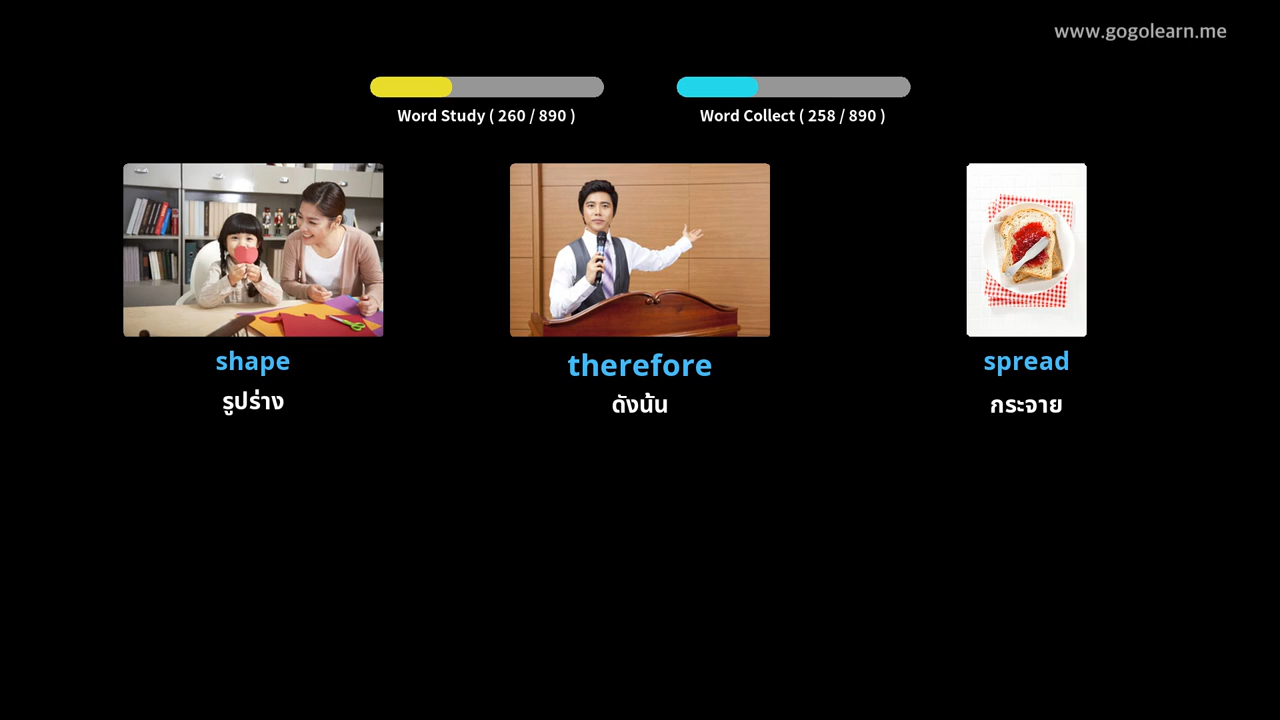 www.gogolearn.me
Word Study ( 260 / 890 )
Word Collect ( 258 / 890 )
shape
รูปร่าง
therefore
ดังนั้น
spread
กระจาย